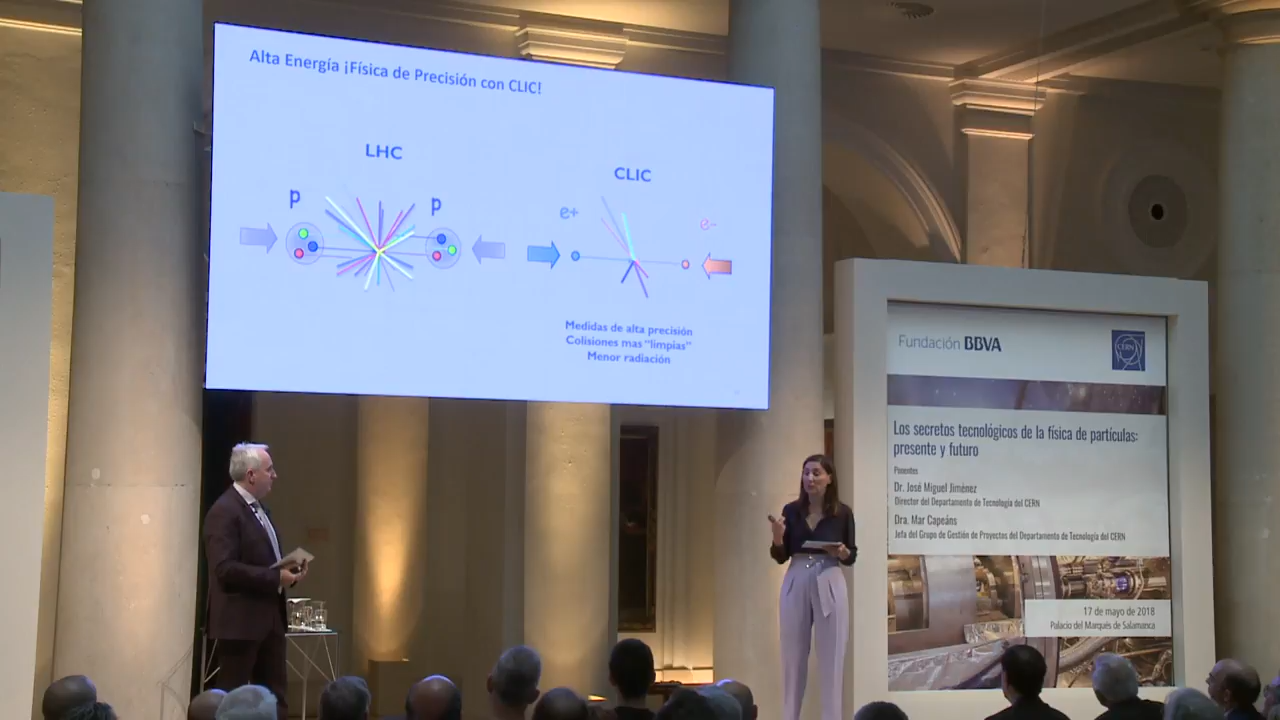 Alta Energía ¡Física de Precisión con CLIC!
LHC
CLIC
p
p
e+
e-
Medidas de alta precisión
Colisiones mas "limpias"
Menor radiación
Fundación BBVA
CERN
Los secretos tecnológicos de la física de partículas:
presente y futuro
Ponentes
Dr. José Miguel Jiménez
Director del Departamento de Tecnología del CERN
Dra. Mar Capeáns
Jefa del Grupo de Gestión de Proyectos del Departamento de Tecnología del CERN
17 de mayo de 2018
Palacio del Marqués de Salamanca